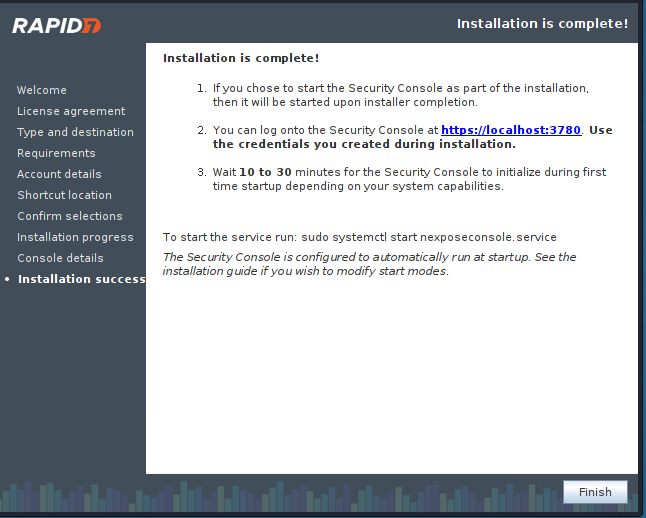 RAPID7
Installation is complete!
Welcome
License agreement
Type and destination
Requirements
Account details
Shortcut location
Confirm selections
Installation progress
Console details
• Installation success
Installation is complete!
1. If you chose to start the Security Console as part of the installation,
then it will be started upon installer completion.
2. You can log onto the Security Console at https://localhost:3780. Use
the credentials you created during installation.
3. Wait 10 to 30 minutes for the Security Console to initialize during first
time startup depending on your system capabilities.
To start the service run: sudo systemctl start nexposeconsole.service
The Security Console is configured to automatically run at startup. See the
installation guide if you wish to modify start modes.
Finish